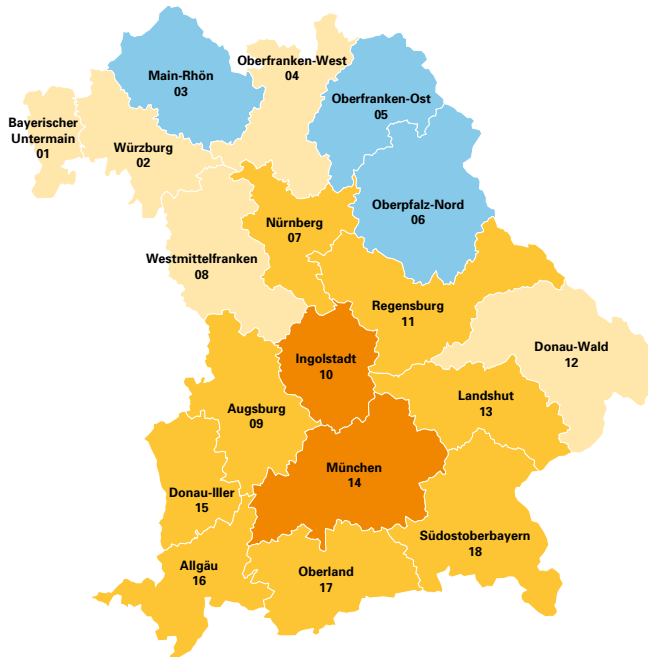 Oberfranken-West
04
Main-Rhön
03
Oberfranken-Ost
05
Bayerischer
Untermain
01
Würzburg
02
Oberpfalz-Nord
06
Nürnberg
07
Westmittelfranken
08
Regensburg
11
Donau-Wald
12
Ingolstadt
10
Landshut
13
Augsburg
09
München
14
Donau-Iller
15
Südostoberbayern
18
Allgäu
16
Oberland
17